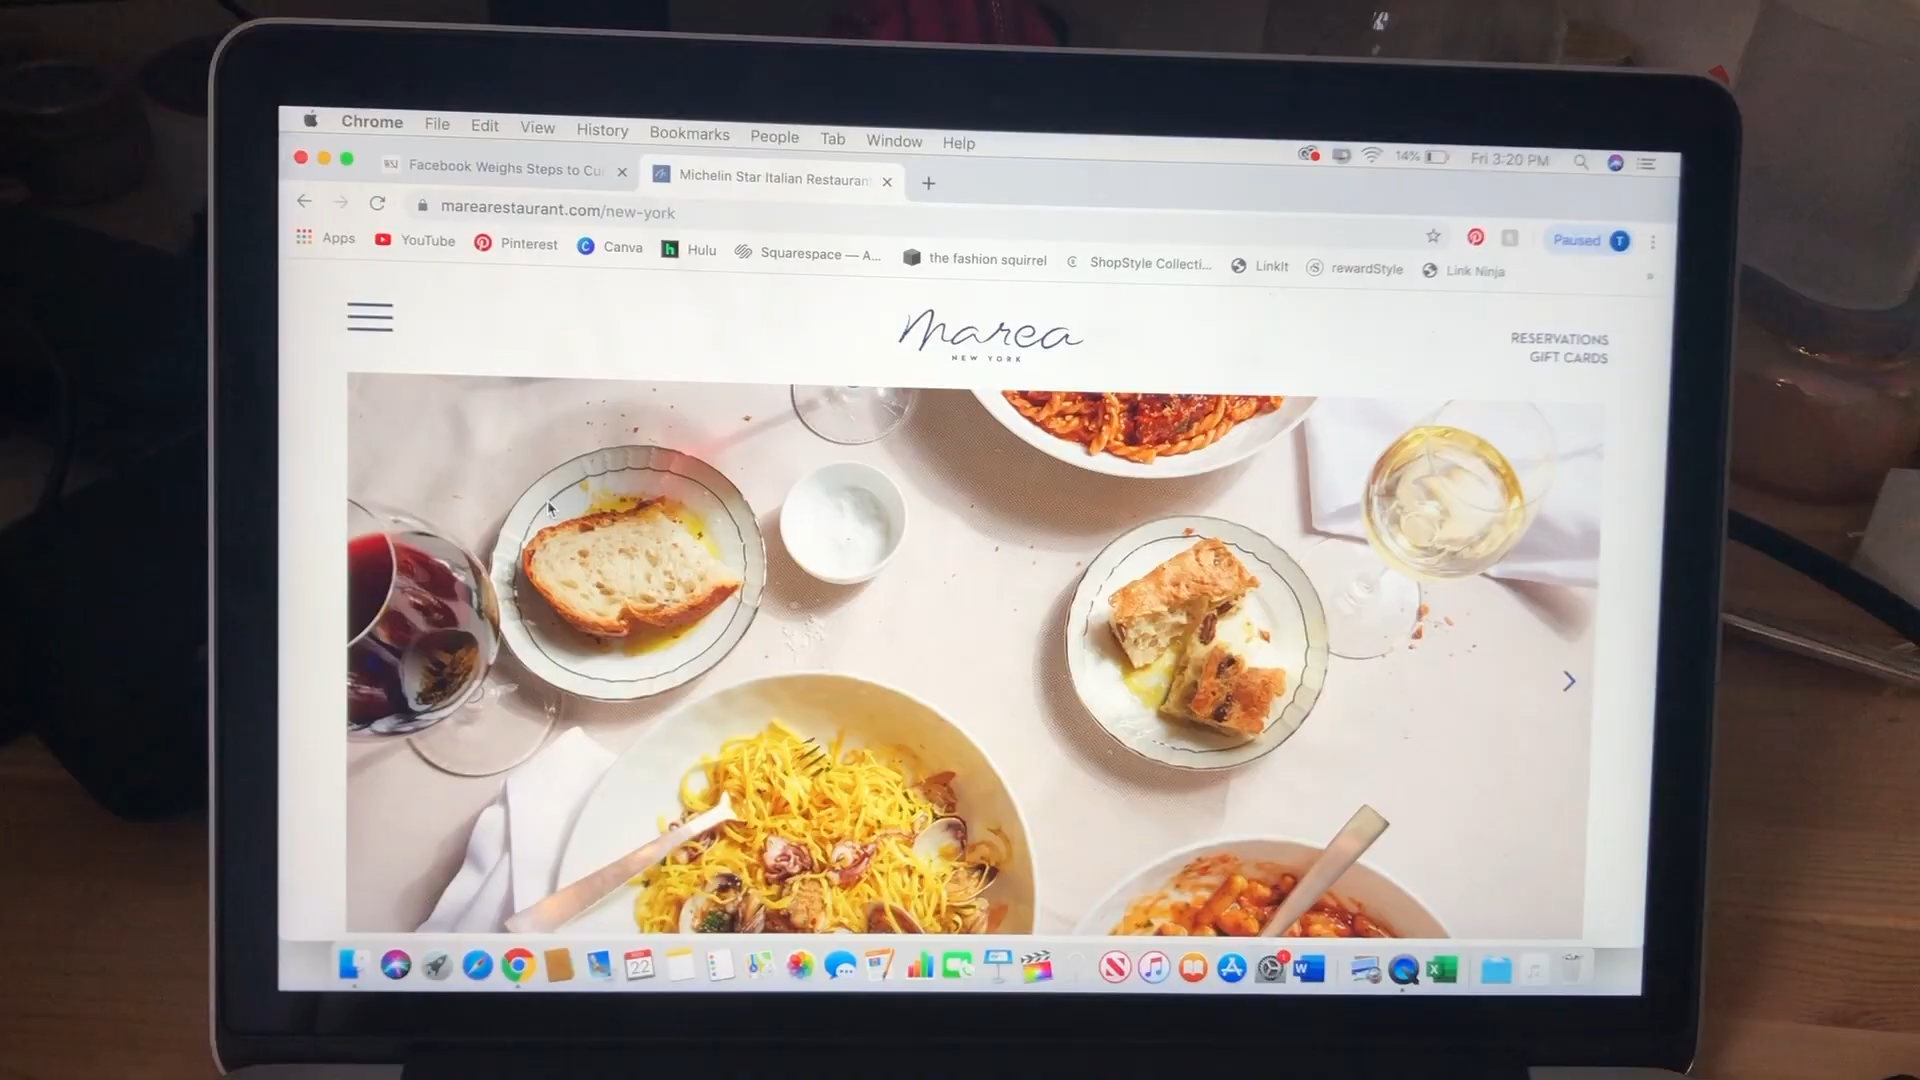 Chrome File Edit View History Bookmarks People Tab Window Help
14% Fri 3:20 PM
WSJ Facebook Weighs Steps to Cu
Michelin Star Italian Restauran
marearestaurant.com/new-york
Paused T
Apps YouTube Pinterest C Canva h Hulu Squarespace — A... the fashion squirrel ShopStyle Collecti... LinkIt rewardStyle Link Ninja
Marea
NEW YORK
RESERVATIONS
GIFT CARDS
22
W
X